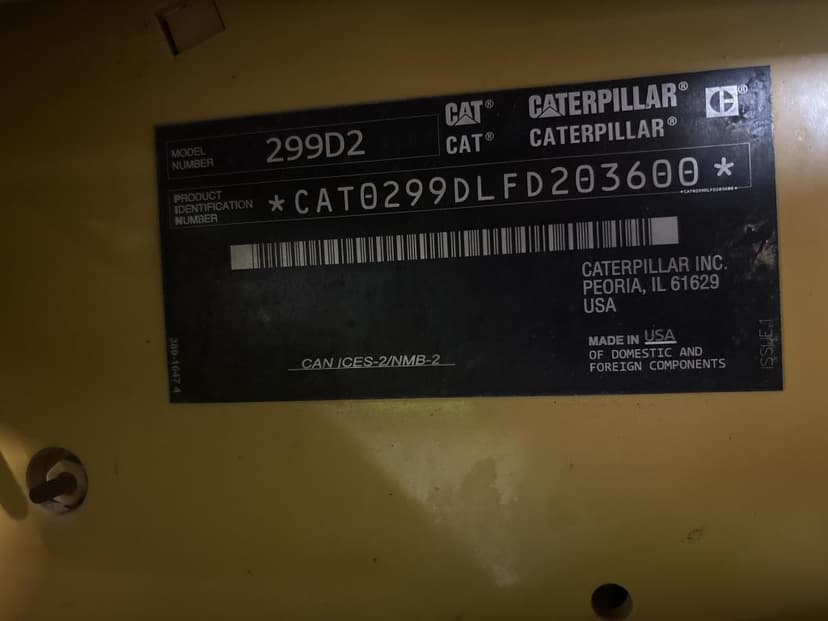 CAT® CATERPILLAR®
CAT® CATERPILLAR®
MODEL NUMBER 299D2
PRODUCT IDENTIFICATION NUMBER *CAT0299DLFD203600*
*CAT0299DLFD203600*
CATERPILLAR INC.
PEORIA, IL 61629
USA
MADE IN USA
OF DOMESTIC AND
FOREIGN COMPONENTS
CAN ICES-2/NMB-2
ISSUE 1